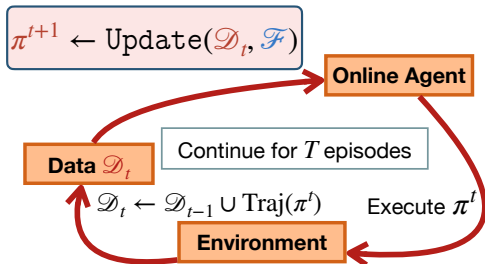 π^{t+1} ← Update(𝒟_t, ℱ)
Online Agent
Continue for T episodes
Data 𝒟_t
𝒟_t ← 𝒟_{t−1} ∪ Traj(π^t)
Execute π^t
Environment